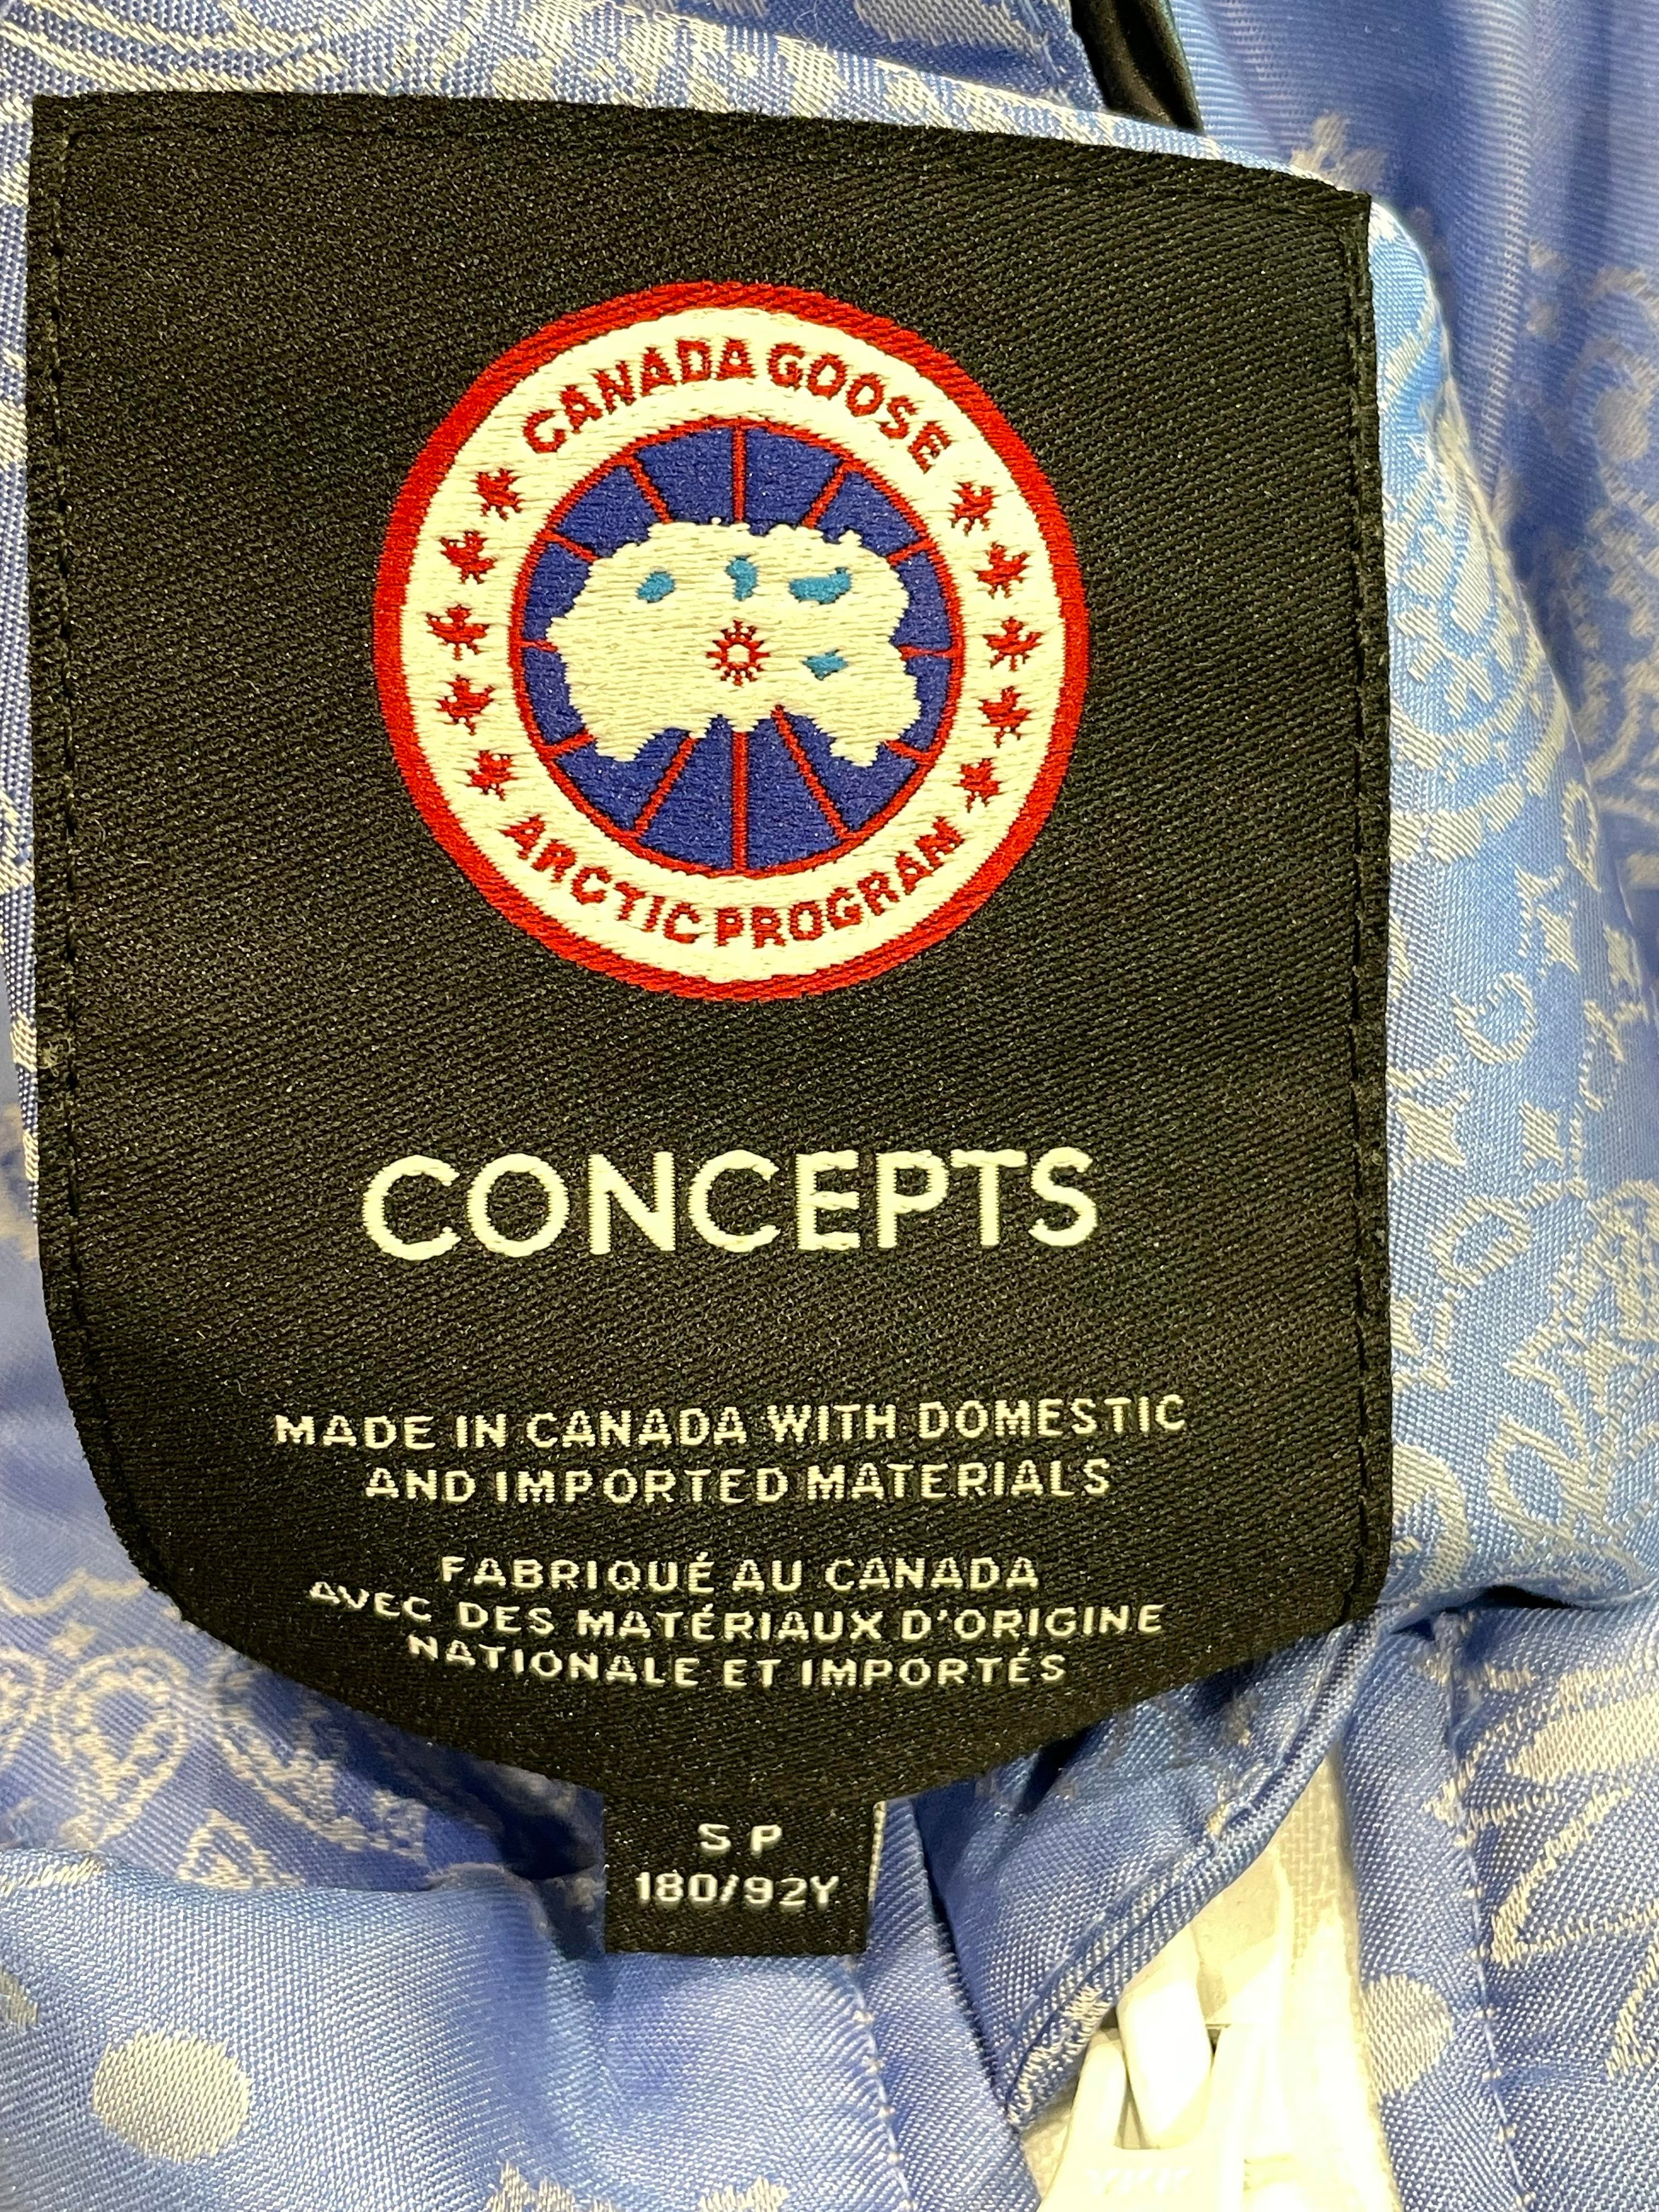 CANADA GOOSE
ARCTIC PROGRAM
CONCEPTS
MADE IN CANADA WITH DOMESTIC
AND IMPORTED MATERIALS
FABRIQUÉ AU CANADA
AVEC DES MATÉRIAUX D'ORIGINE
NATIONALE ET IMPORTÉS
S P
180/92Y
YKK